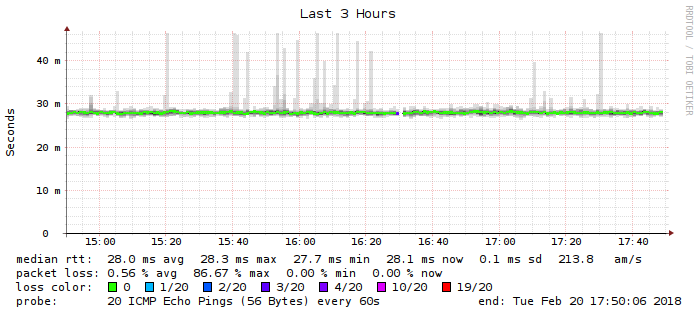 Last 3 Hours
RRDTOOL / TOBI OETIKER
Seconds
40 m
30 m
20 m
10 m
0
15:00 15:20 15:40 16:00 16:20 16:40 17:00 17:20 17:40
median rtt: 28.0 ms avg 28.3 ms max 27.7 ms min 28.1 ms now 0.1 ms sd 213.8 am/s
packet loss: 0.56 % avg 86.67 % max 0.00 % min 0.00 % now
loss color: 0 1/20 2/20 3/20 4/20 10/20 19/20
probe: 20 ICMP Echo Pings (56 Bytes) every 60s end: Tue Feb 20 17:50:06 2018